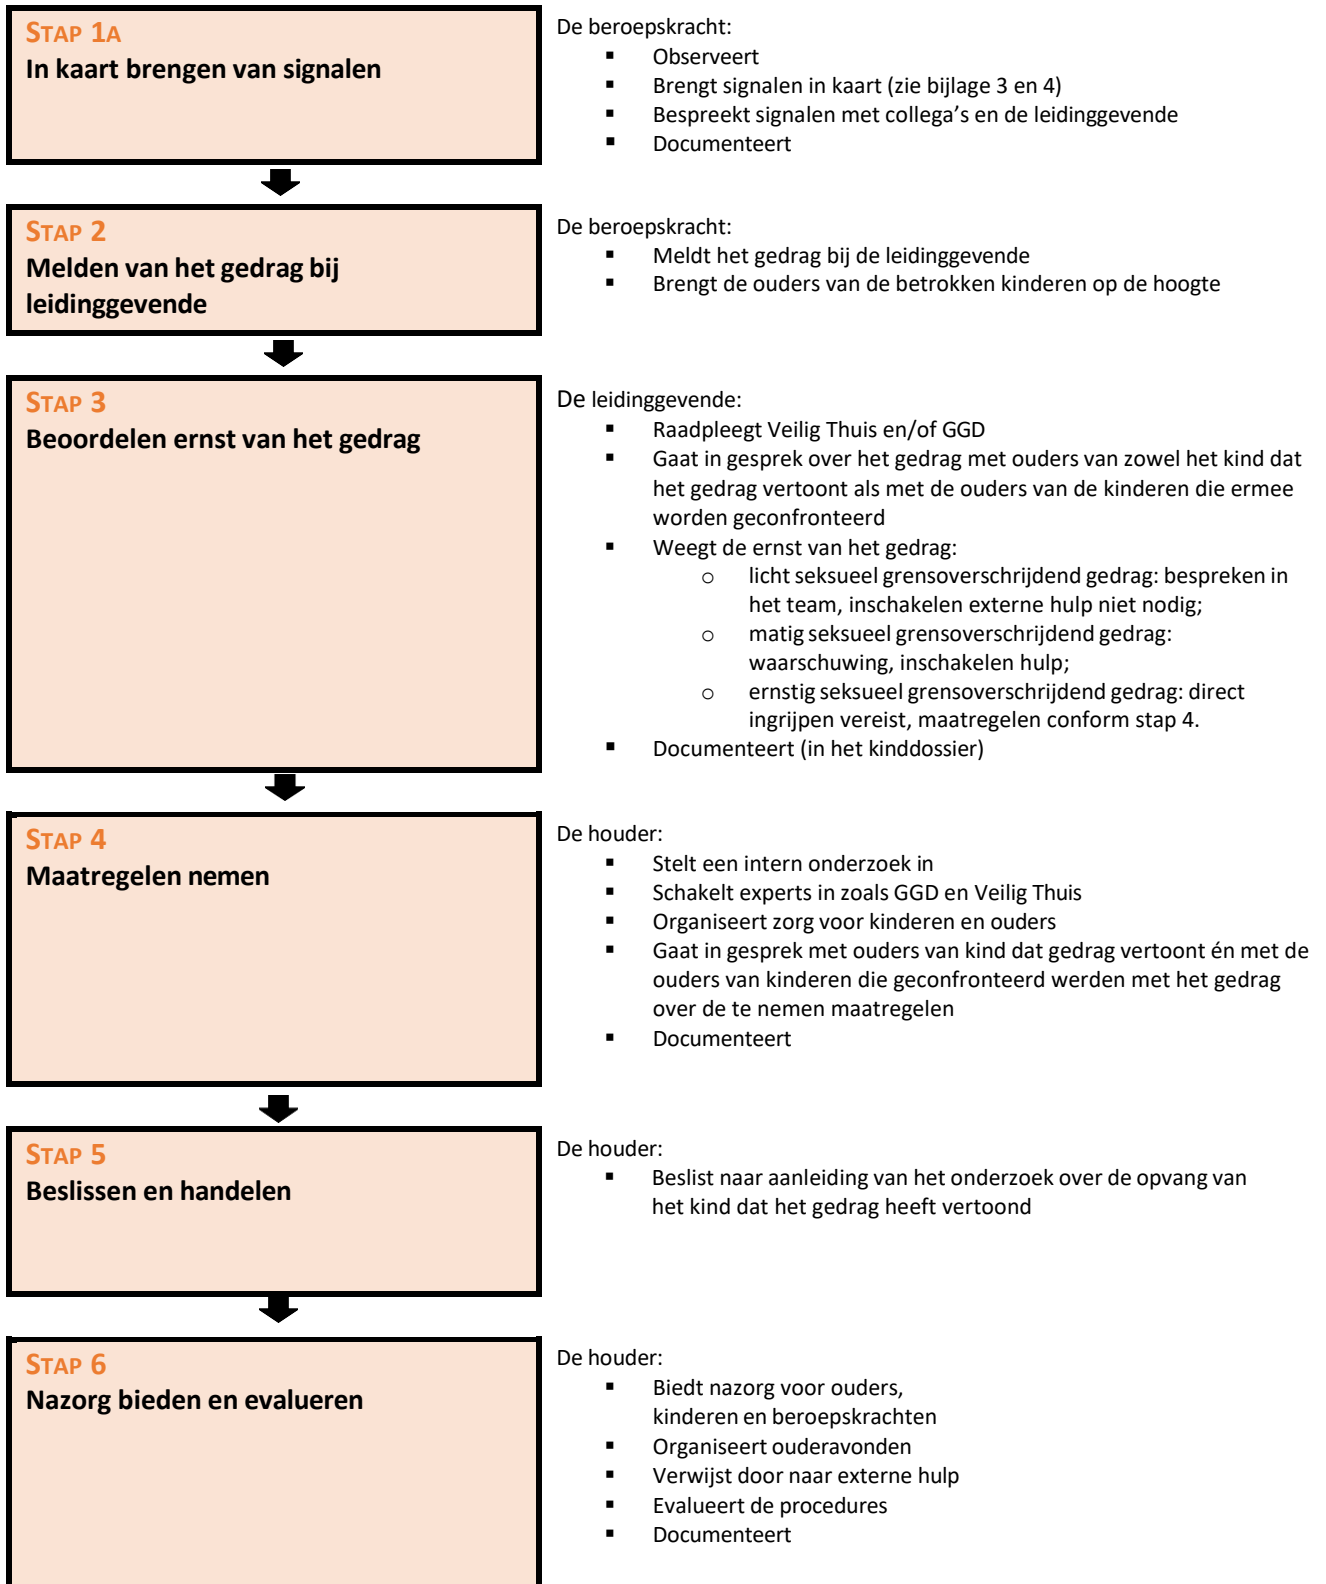 STAP 1A
In kaart brengen van signalen
De beroepskracht:
▪ Observeert
▪ Brengt signalen in kaart (zie bijlage 3 en 4)
▪ Bespreekt signalen met collega's en de leidinggevende
▪ Documenteert
STAP 2
Melden van het gedrag bij
leidinggevende
De beroepskracht:
▪ Meldt het gedrag bij de leidinggevende
▪ Brengt de ouders van de betrokken kinderen op de hoogte
STAP 3
Beoordelen ernst van het gedrag
De leidinggevende:
▪ Raadpleegt Veilig Thuis en/of GGD
▪ Gaat in gesprek over het gedrag met ouders van zowel het kind dat
het gedrag vertoont als met de ouders van de kinderen die ermee
worden geconfronteerd
▪ Weegt de ernst van het gedrag:
o licht seksueel grensoverschrijdend gedrag: bespreken in
het team, inschakelen externe hulp niet nodig;
o matig seksueel grensoverschrijdend gedrag:
waarschuwing, inschakelen hulp;
o ernstig seksueel grensoverschrijdend gedrag: direct
ingrijpen vereist, maatregelen conform stap 4.
▪ Documenteert (in het kinddossier)
STAP 4
Maatregelen nemen
De houder:
▪ Stelt een intern onderzoek in
▪ Schakelt experts in zoals GGD en Veilig Thuis
▪ Organiseert zorg voor kinderen en ouders
▪ Gaat in gesprek met ouders van kind dat gedrag vertoont én met de
ouders van kinderen die geconfronteerd werden met het gedrag
over de te nemen maatregelen
▪ Documenteert
STAP 5
Beslissen en handelen
De houder:
▪ Beslist naar aanleiding van het onderzoek over de opvang van
het kind dat het gedrag heeft vertoond
STAP 6
Nazorg bieden en evalueren
De houder:
▪ Biedt nazorg voor ouders,
kinderen en beroepskrachten
▪ Organiseert ouderavonden
▪ Verwijst door naar externe hulp
▪ Evalueert de procedures
▪ Documenteert